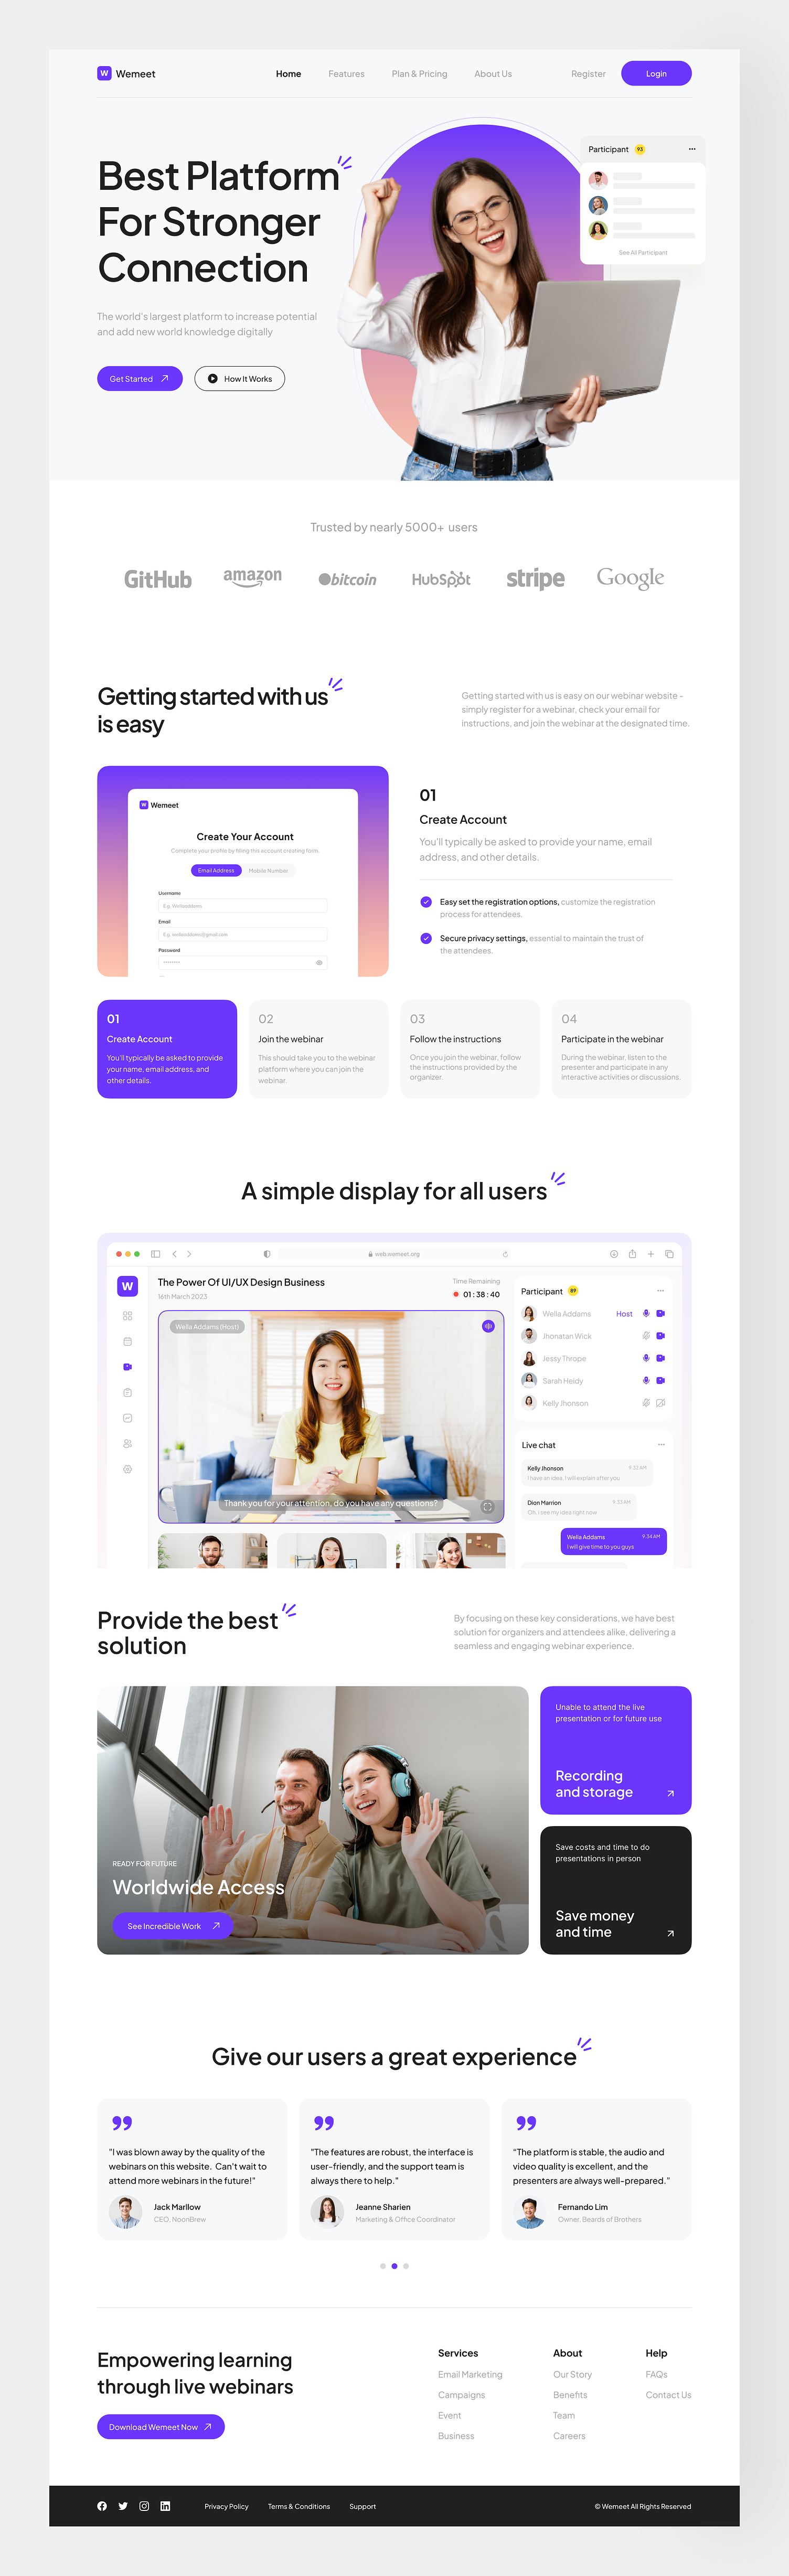 W Wemeet
Home
Features
Plan & Pricing
About Us
Register
Login
Best Platform
For Stronger
Connection
The world's largest platform to increase potential
and add new world knowledge digitally
Get Started
How It Works
Participant 93
See All Participant
Trusted by nearly 5000+ users
GitHub
amazon
bitcoin
HubSpot
stripe
Google
Getting started with us
is easy
Getting started with us is easy on our webinar website -
simply register for a webinar, check your email for
instructions, and join the webinar at the designated time.
W Wemeet
Create Your Account
Complete your profile by filling this account creating form.
Email Address
Mobile Number
Username
E.g. Wellsaddams
Email
E.g. wellsaddams@gmail.com
Password
********
01
Create Account
You'll typically be asked to provide your name, email
address, and other details.
Easy set the registration options, customize the registration
process for attendees.
Secure privacy settings, essential to maintain the trust of
the attendees.
01
Create Account
You'll typically be asked to provide
your name, email address, and
other details.
02
Join the webinar
This should take you to the webinar
platform where you can join the
webinar.
03
Follow the instructions
Once you join the webinar, follow
the instructions provided by the
organizer.
04
Participate in the webinar
During the webinar, listen to the
presenter and participate in any
interactive activities or discussions.
A simple display for all users
web.wemeet.org
W
The Power Of UI/UX Design Business
16th March 2023
Time Remaining
01 : 38 : 40
Wella Addams (Host)
Thank you for your attention, do you have any questions?
Participant 89
Wella Addams
Host
Jhonatan Wick
Jessy Thrope
Sarah Heidy
Kelly Jhonson
Live chat
Kelly Jhonson
9.33 AM
I have an idea, I will explain after you
Dion Marrion
9.33 AM
Oh, i see my idea right now
Wella Addams
9.34 AM
I will give time to you guys
Provide the best
solution
By focusing on these key considerations, we have best
solution for organizers and attendees alike, delivering a
seamless and engaging webinar experience.
READY FOR FUTURE
Worldwide Access
See Incredible Work
Unable to attend the live
presentation or for future use
Recording
and storage
Save costs and time to do
presentations in person
Save money
and time
Give our users a great experience
"I was blown away by the quality of the
webinars on this website. Can't wait to
attend more webinars in the future!"
Jack Marllow
CEO, NoonBrew
"The features are robust, the interface is
user-friendly, and the support team is
always there to help."
Jeanne Sharien
Marketing & Office Coordinator
"The platform is stable, the audio and
video quality is excellent, and the
presenters are always well-prepared."
Fernando Lim
Owner, Beards of Brothers
Empowering learning
through live webinars
Download Wemeet Now
Services
Email Marketing
Campaigns
Event
Business
About
Our Story
Benefits
Team
Careers
Help
FAQs
Contact Us
Privacy Policy
Terms & Conditions
Support
© Wemeet All Rights Reserved